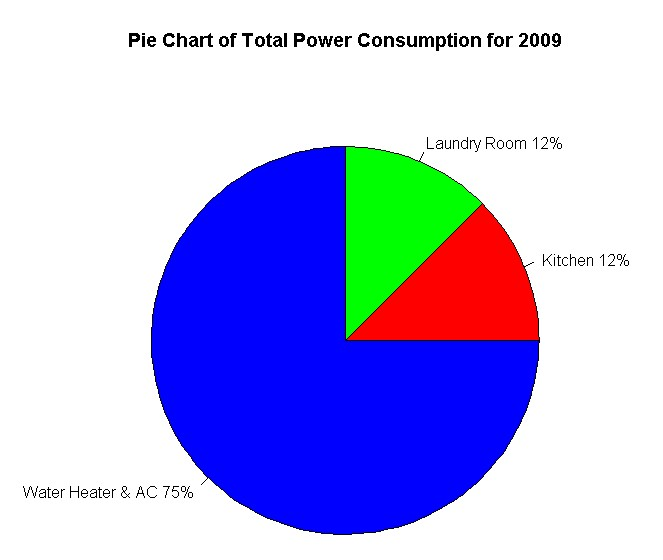 Pie Chart of Total Power Consumption for 2009
Laundry Room 12%
Kitchen 12%
Water Heater & AC 75%